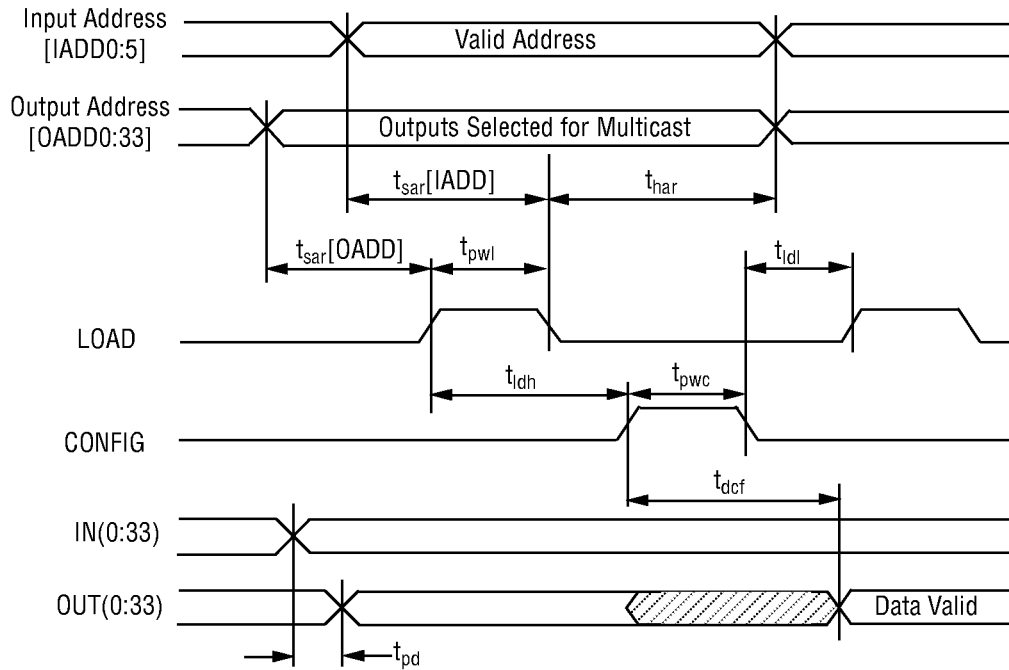 Input Address
[IADD0:5]
Valid Address
Output Address
[OADD0:33]
Outputs Selected for Multicast
tsar[IADD]
thar
tsar[OADD]
tpwl
tldl
LOAD
tldh
tpwc
CONFIG
tdcf
IN(0:33)
OUT(0:33)
Data Valid
tpd